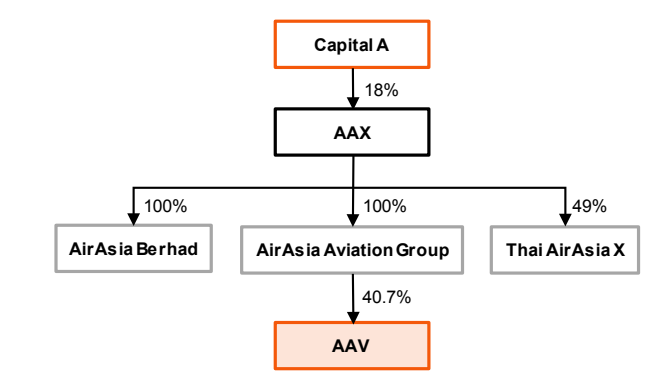 Capital A
18%
AAX
100%
100%
49%
AirAsia Berhad
AirAsia Aviation Group
Thai AirAsia X
40.7%
AAV